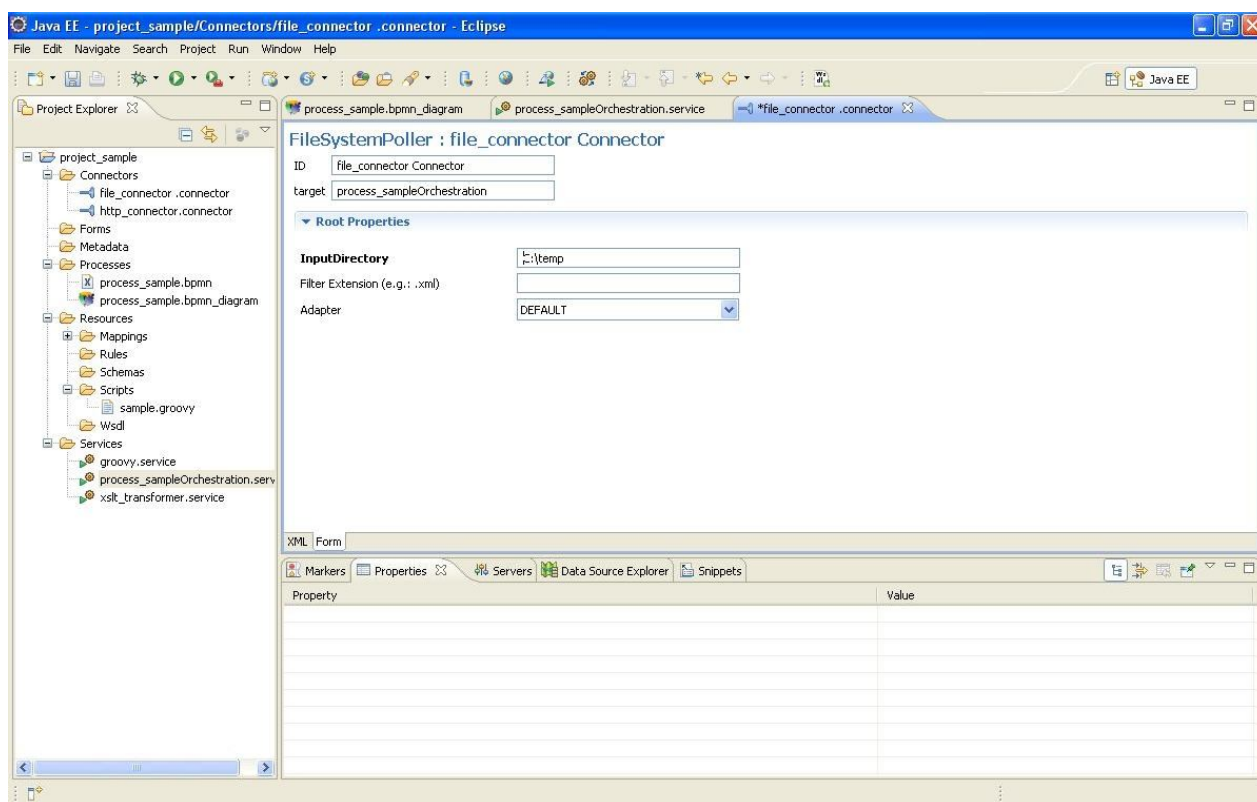 Java EE - project_sample/Connectors/file_connector .connector - Eclipse
File Edit Navigate Search Project Run Window Help
Java EE
Project Explorer
process_sample.bpmn_diagram
process_sampleOrchestration.service
*file_connector .connector
project_sample
Connectors
file_connector .connector
http_connector.connector
Forms
Metadata
Processes
process_sample.bpmn
process_sample.bpmn_diagram
Resources
Mappings
Rules
Schemas
Scripts
sample.groovy
Wsdl
Services
groovy.service
process_sampleOrchestration.serv
xslt_transformer.service
FileSystemPoller : file_connector Connector
ID file_connector Connector
target process_sampleOrchestration
Root Properties
InputDirectory :\temp
Filter Extension (e.g.: .xml)
Adapter DEFAULT
XML Form
Markers Properties Servers Data Source Explorer Snippets
Property Value